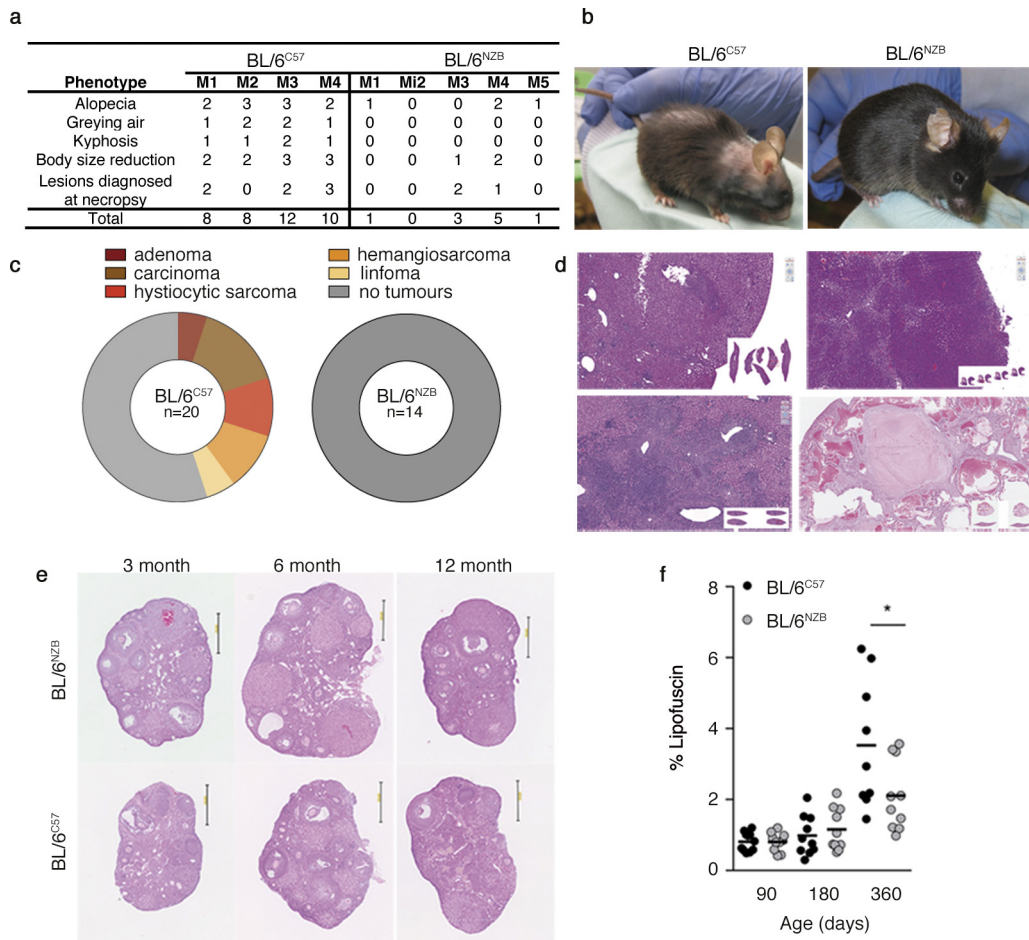 a
BL/6C57 BL/6NZB
Phenotype M1 M2 M3 M4 M1 Mi2 M3 M4 M5
Alopecia 2 3 3 2 1 0 0 2 1
Greying air 1 2 2 1 0 0 0 0 0
Kyphosis 1 1 2 1 0 0 0 0 0
Body size reduction 2 2 3 3 0 0 1 2 0
Lesions diagnosed
at necropsy 2 0 2 3 0 0 2 1 0
Total 8 8 12 10 1 0 3 5 1
b
BL/6C57 BL/6NZB
c
adenoma hemangiosarcoma
carcinoma linfoma
hystiocytic sarcoma no tumours
BL/6C57
n=20
BL/6NZB
n=14
d
e
3 month 6 month 12 month
BL/6NZB
BL/6C57
f
BL/6C57
BL/6NZB
*
% Lipofuscin
8
6
4
2
0
90 180 360
Age (days)